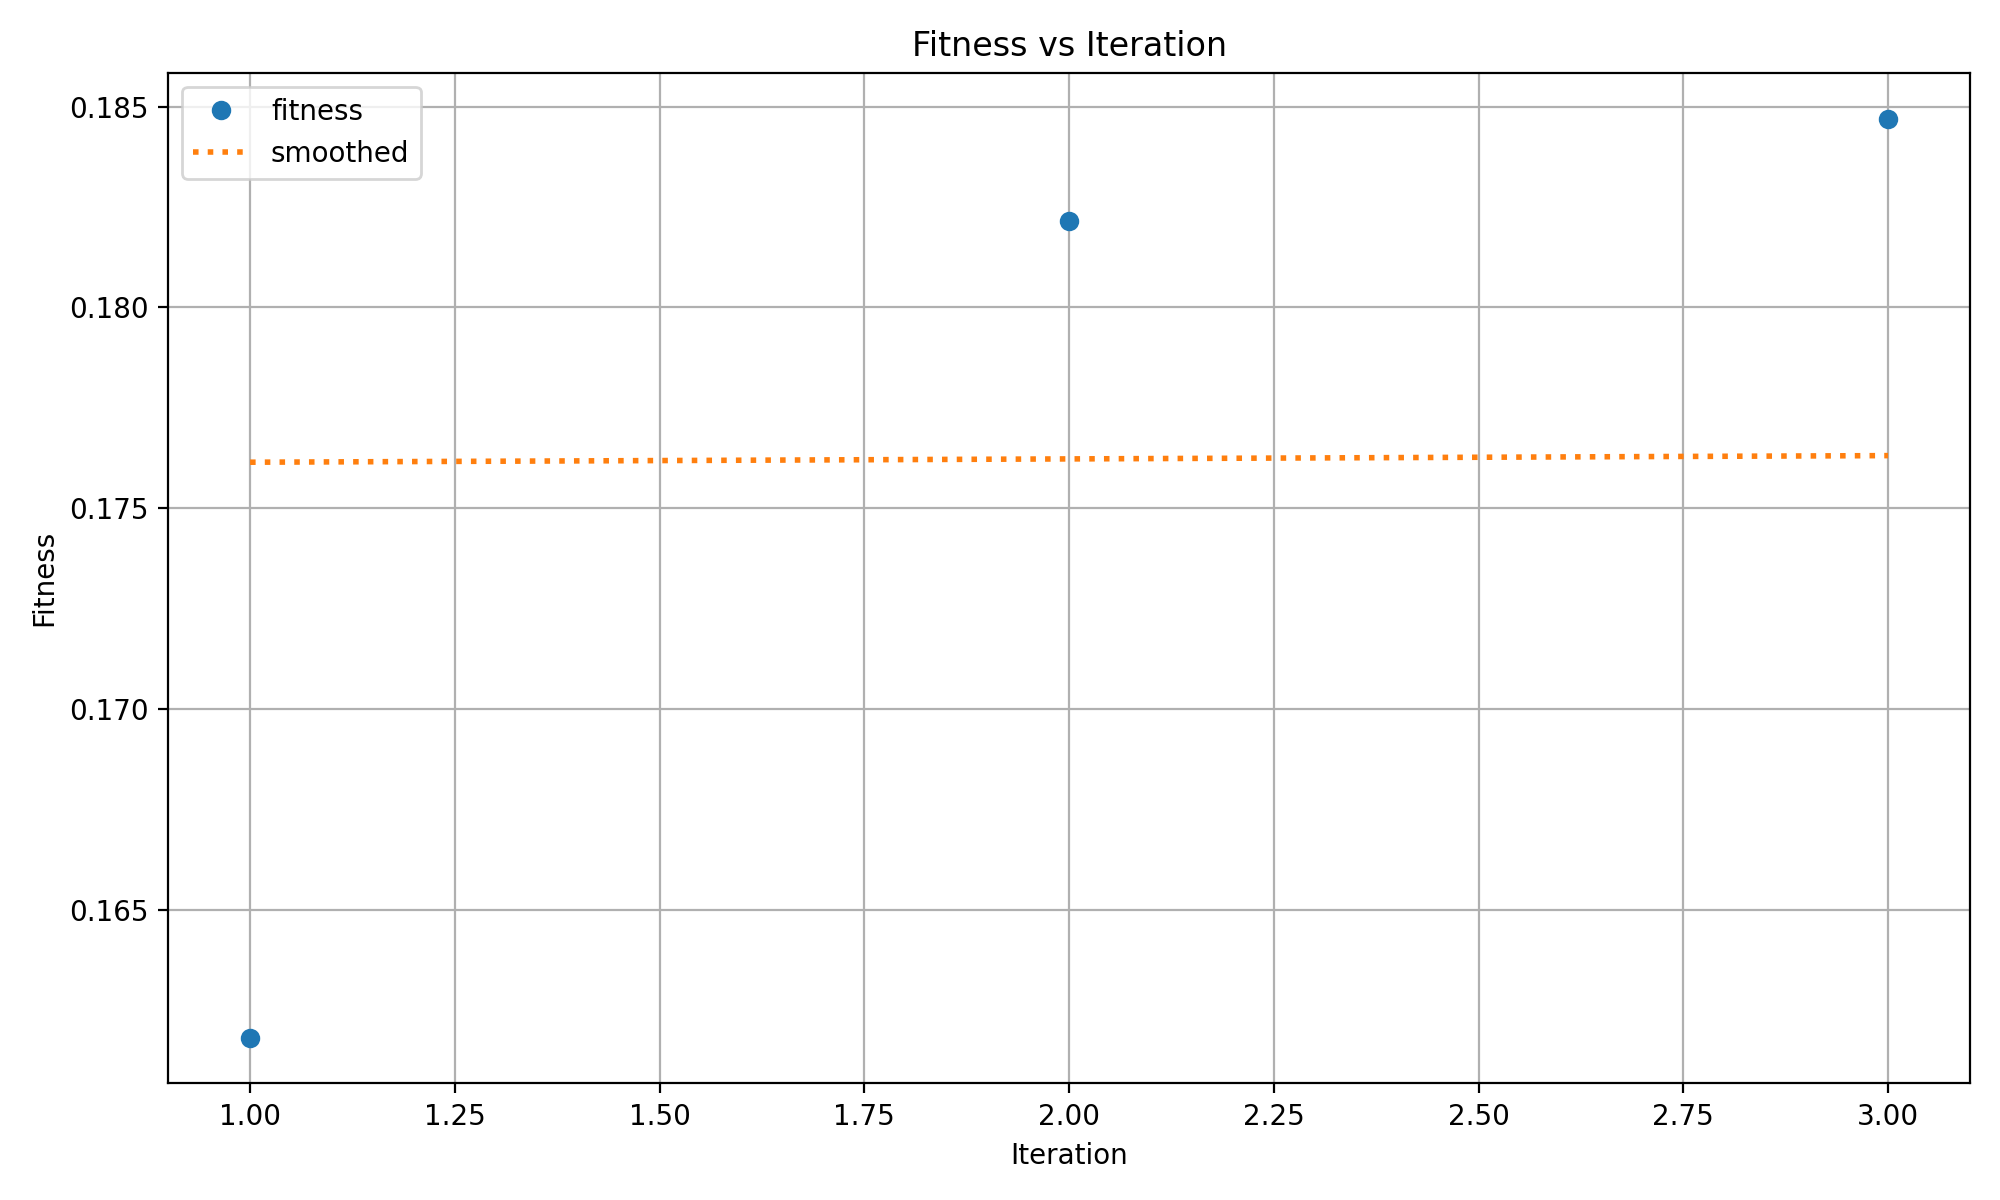 Fitness vs Iteration
fitness
smoothed
0.185
0.180
0.175
0.170
0.165
Fitness
1.00 1.25 1.50 1.75 2.00 2.25 2.50 2.75 3.00
Iteration